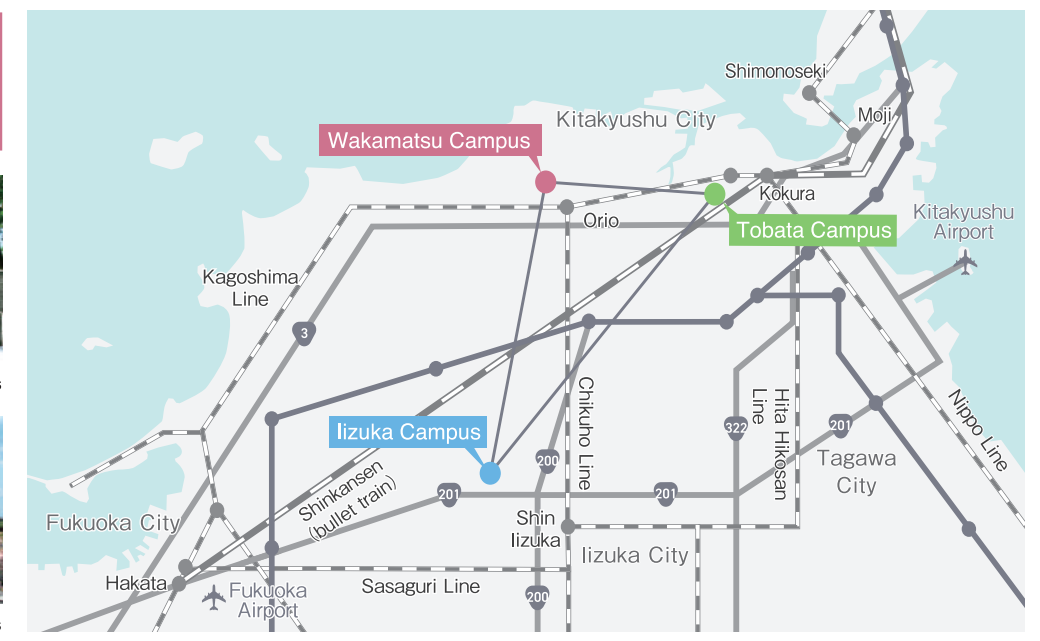 Shimonoseki
Moji
Kitakyushu City
Wakamatsu Campus
Kokura
Orio
Kitakyushu
Airport
Tobata Campus
Kagoshima
Line
3
Chikuho Line
Hita Hikosan
Line
Nippo Line
322
201
Iizuka Campus
Tagawa
City
200
Shinkansen
(bullet train)
201
201
Fukuoka City
Shin
Iizuka
Iizuka City
Hakata
Sasaguri Line
Fukuoka
Airport
200
s
s